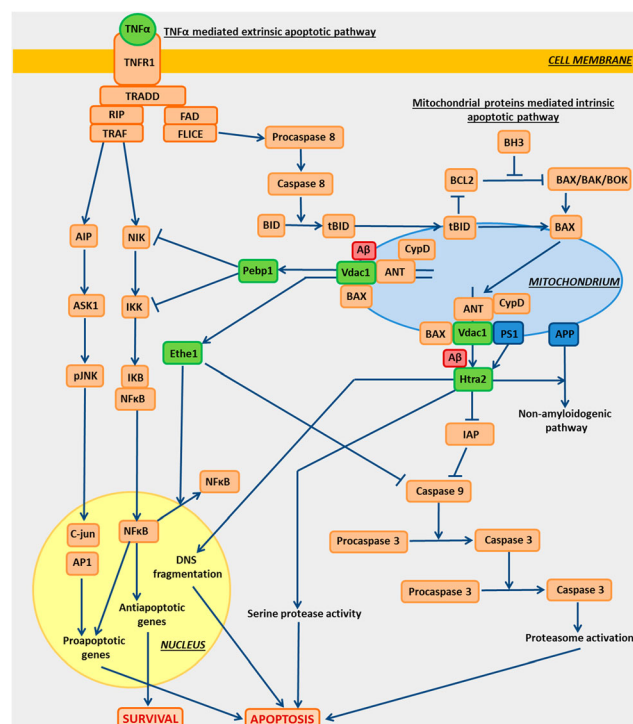 TNFα
TNFα mediated extrinsic apoptotic pathway
TNFR1
CELL MEMBRANE
TRADD
RIP
FAD
TRAF
FLICE
Mitochondrial proteins mediated intrinsic
apoptotic pathway
Procaspase 8
BH3
Caspase 8
BCL2
BAX/BAK/BOK
BID
tBID
tBID
BAX
AIP
NIK
Aβ
CypD
Pebp1
Vdac1
ANT
BAX
MITOCHONDRIUM
ASK1
IKK
ANT
CypD
BAX
Vdac1
PS1
APP
Ethe1
Aβ
pJNK
IKB
Htra2
NFκB
Non-amyloidogenic
pathway
IAP
NFκB
Caspase 9
C-jun
NFκB
Procaspase 3
Caspase 3
AP1
DNS
fragmentation
Procaspase 3
Caspase 3
Antiapoptotic
genes
Serine protease activity
Proapoptotic
genes
NUCLEUS
Proteasome activation
SURVIVAL
APOPTOSIS